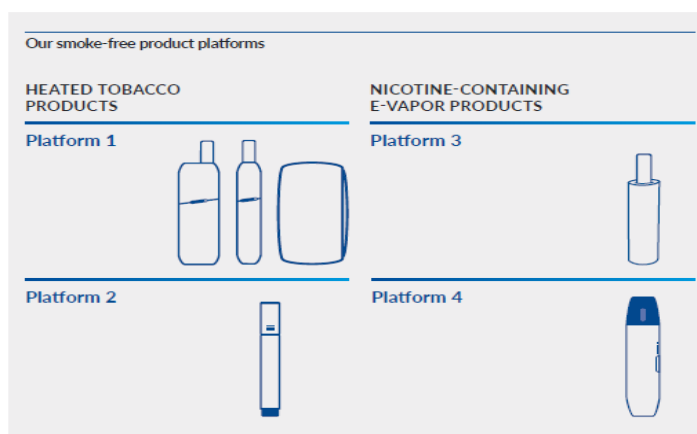 Our smoke-free product platforms
HEATED TOBACCO
PRODUCTS
Platform 1
Platform 2
NICOTINE-CONTAINING
E-VAPOR PRODUCTS
Platform 3
Platform 4